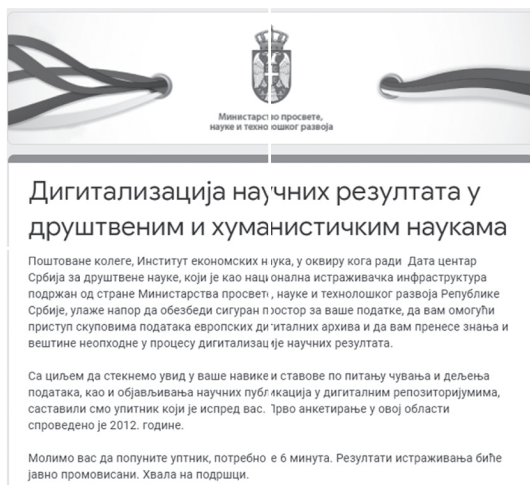 Министарство просвете,
науке и технолошког развоја
Дигитализација научних резултата у
друштвеним и хуманистичким наукама
Поштоване колеге, Институт економских наука, у оквиру кога ради Дата центар
Србија за друштвене науке, који је као национална истраживачка инфраструктура
подржан од стране Министарства просвете, науке и технолошког развоја Републике
Србије, улаже напор да обезбеди сигуран простор за ваше податке, да вам омогући
приступ скуповима података европских дигиталних архива и да вам пренесе знања и
вештине неопходне у процесу дигитализације научних резултата.
Са циљем да стекнемо увид у ваше навике и ставове по питању чувања и дељења
података, као и објављивања научних публикација у дигиталним репозиторијумима,
саставили смо упитник који је испред вас. Прво анкетирање у овој области
спроведено је 2012. године.
Молимо вас да попуните уптник, потребно је 6 минута. Резултати истраживања биће
јавно промовисани. Хвала на подршци.